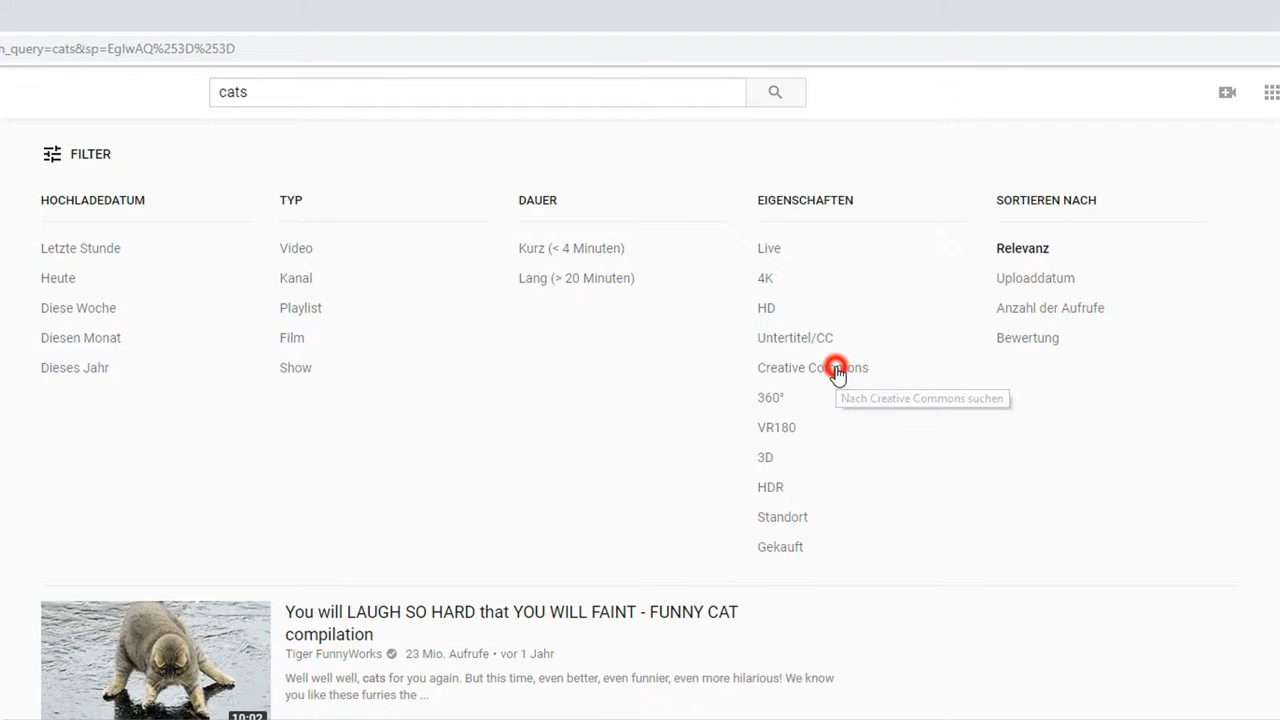 h_query=cats&sp=EgIwAQ%253D%253D
cats
FILTER
HOCHLADEDATUM
Letzte Stunde
Heute
Diese Woche
Diesen Monat
Dieses Jahr
TYP
Video
Kanal
Playlist
Film
Show
DAUER
Kurz (< 4 Minuten)
Lang (> 20 Minuten)
EIGENSCHAFTEN
Live
4K
HD
Untertitel/CC
Creative Commons
360°
VR180
3D
HDR
Standort
Gekauft
Nach Creative Commons suchen
SORTIEREN NACH
Relevanz
Uploaddatum
Anzahl der Aufrufe
Bewertung
You will LAUGH SO HARD that YOU WILL FAINT - FUNNY CAT
compilation
Tiger FunnyWorks 23 Mio. Aufrufe • vor 1 Jahr
Well well well, cats for you again. But this time, even better, even funnier, even more hilarious! We know
you like these furries the ...
10:02